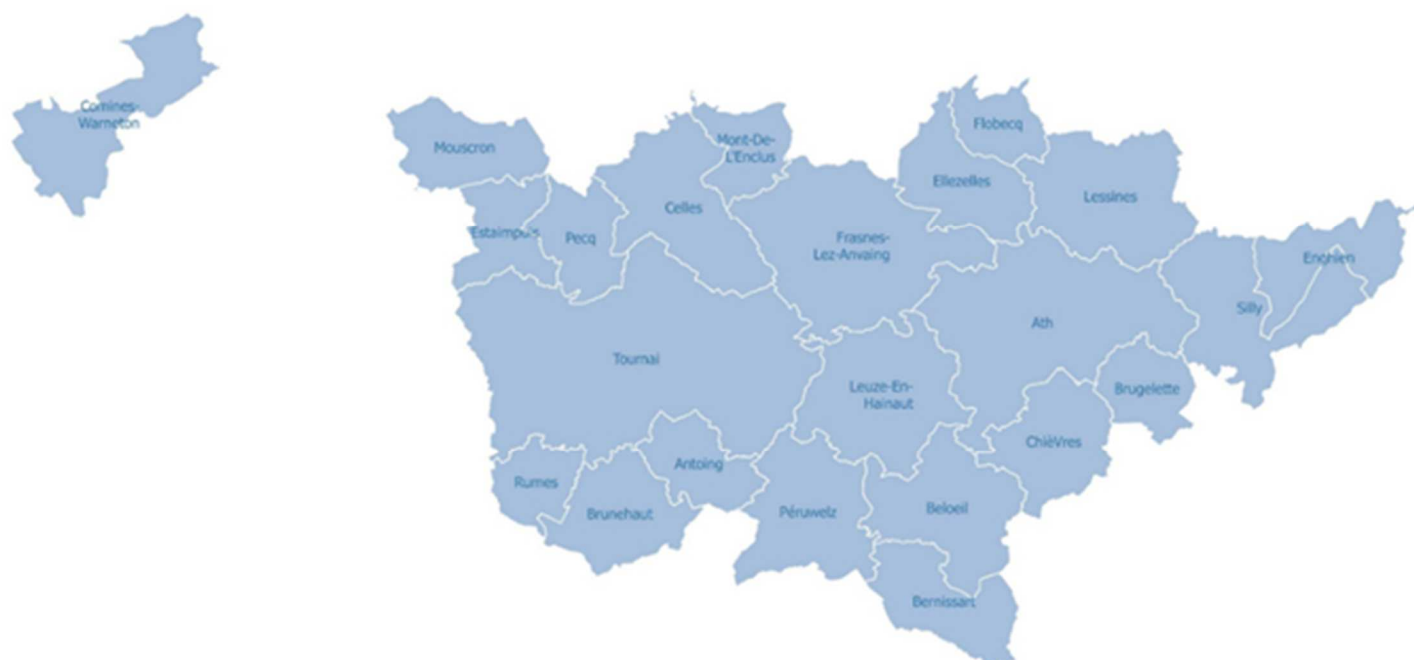 Comines-
Warneton
Mouscron
Mont-De-
L'Enclus
Flobecq
Ellezelles
Lessines
Celles
Estaimpuis
Pecq
Frasnes-
Lez-Anvaing
Enghien
Silly
Ath
Tournai
Leuze-En-
Hainaut
Brugelette
ChièVres
Antoing
Rumes
Brunehaut
Péruwelz
Beloeil
Bernissart